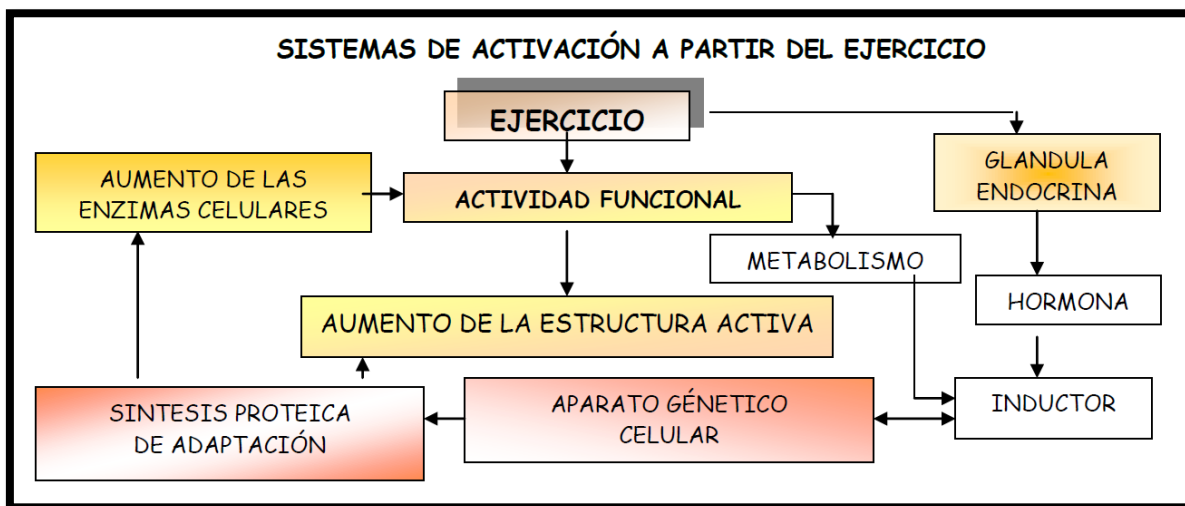 SISTEMAS DE ACTIVACIÓN A PARTIR DEL EJERCICIO
EJERCICIO
GLANDULA
ENDOCRINA
AUMENTO DE LAS
ENZIMAS CELULARES
ACTIVIDAD FUNCIONAL
METABOLISMO
HORMONA
AUMENTO DE LA ESTRUCTURA ACTIVA
SINTESIS PROTEICA
DE ADAPTACIÓN
APARATO GÉNETICO
CELULAR
INDUCTOR